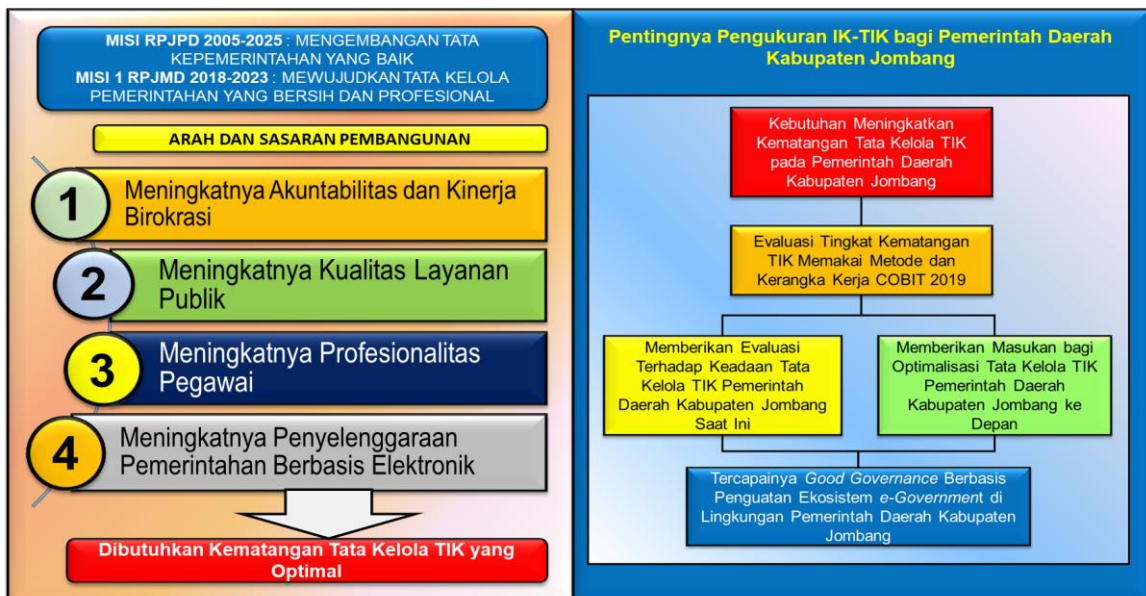 MISI RPJPD 2005-2025 : MENGEMBANGAN TATA
KEPEMERINTAHAN YANG BAIK
MISI 1 RPJMD 2018-2023 : MEWUJUDKAN TATA KELOLA
PEMERINTAHAN YANG BERSIH DAN PROFESIONAL
ARAH DAN SASARAN PEMBANGUNAN
1
Meningkatnya Akuntabilitas dan Kinerja
Birokrasi
2
Meningkatnya Kualitas Layanan
Publik
3
Meningkatnya Profesionalitas
Pegawai
4
Meningkatnya Penyelenggaraan
Pemerintahan Berbasis Elektronik
Dibutuhkan Kematangan Tata Kelola TIK yang
Optimal
Pentingnya Pengukuran IK-TIK bagi Pemerintah Daerah
Kabupaten Jombang
Kebutuhan Meningkatkan
Kematangan Tata Kelola TIK
pada Pemerintah Daerah
Kabupaten Jombang
Evaluasi Tingkat Kematangan
TIK Memakai Metode dan
Kerangka Kerja COBIT 2019
Memberikan Evaluasi
Terhadap Keadaan Tata
Kelola TIK Pemerintah
Daerah Kabupaten Jombang
Saat Ini
Memberikan Masukan bagi
Optimalisasi Tata Kelola TIK
Pemerintah Daerah
Kabupaten Jombang ke
Depan
Tercapainya Good Governance Berbasis
Penguatan Ekosistem e-Government di
Lingkungan Pemerintah Daerah Kabupaten
Jombang